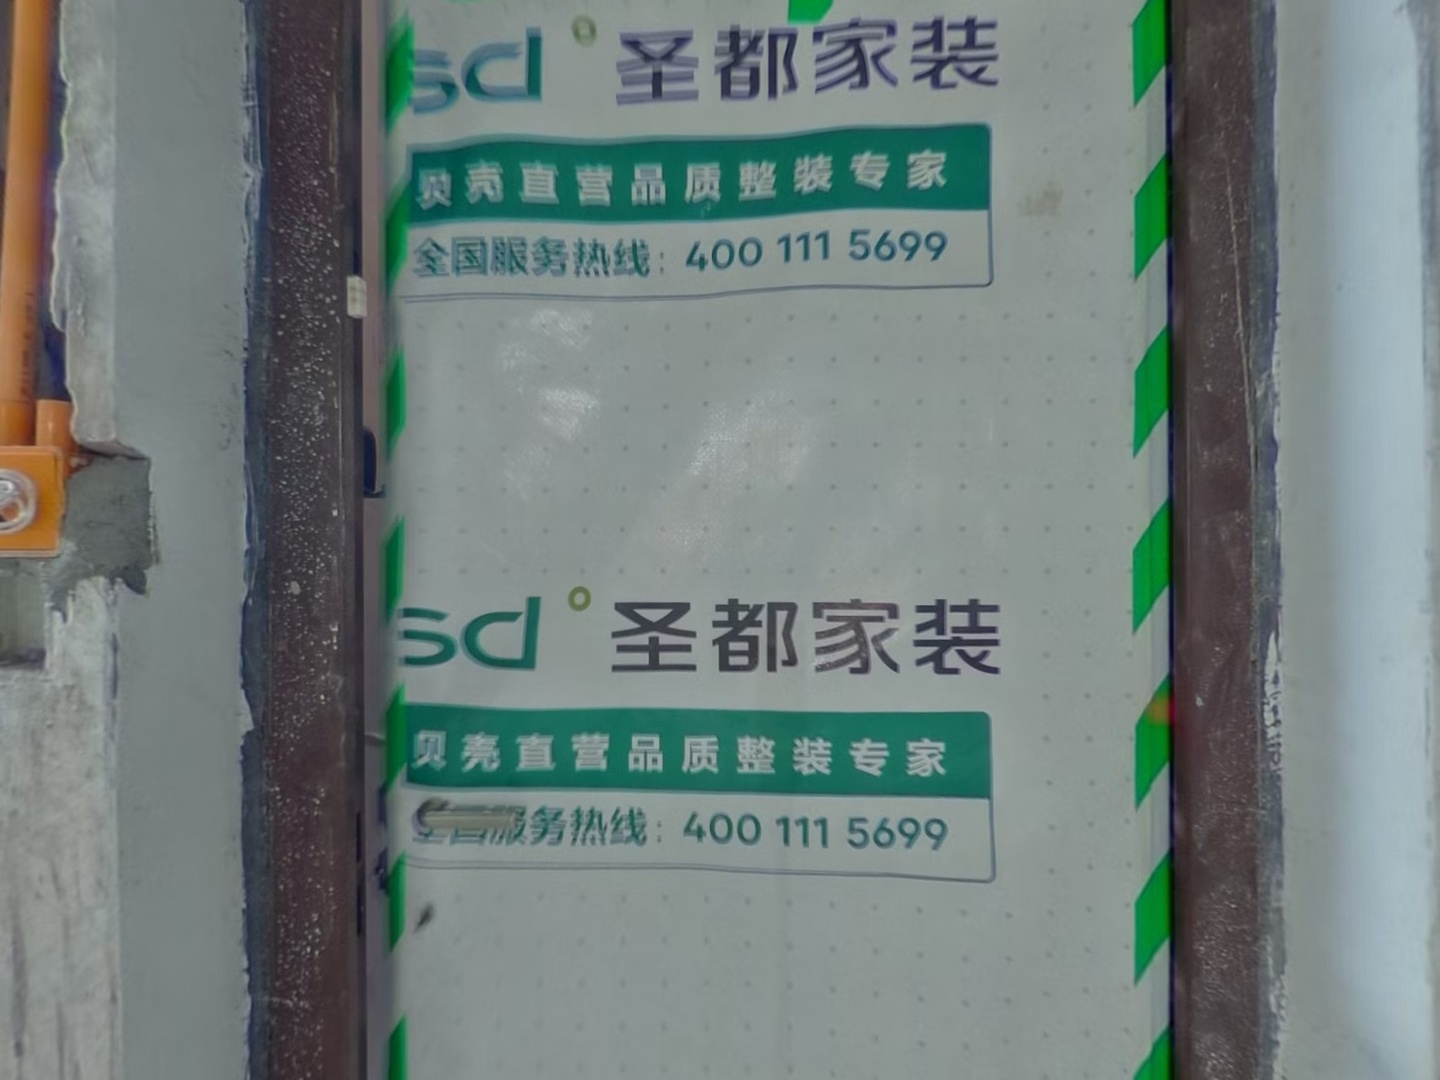 sd 圣都家装
贝壳直营品质整装专家
全国服务热线：400 111 5699
sd 圣都家装
贝壳直营品质整装专家
服务热线：400 111 5699